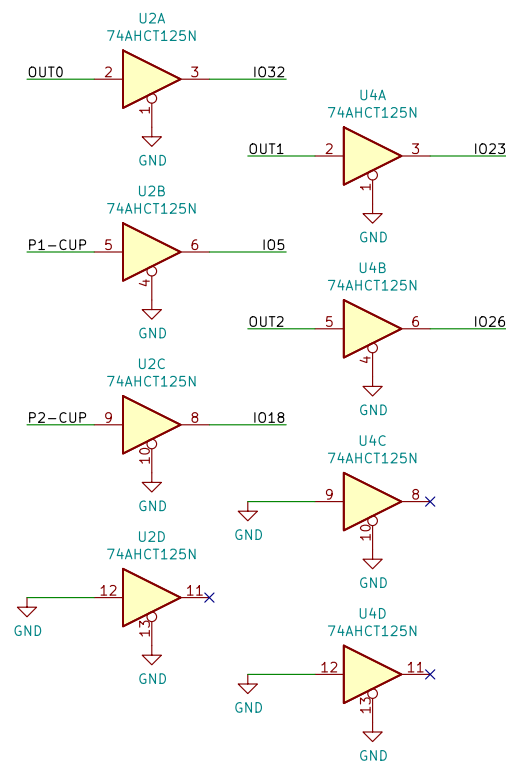 U2A
74AHCT125N
OUT0 2 3 IO32
1
GND
U4A
74AHCT125N
OUT1 2 3 IO23
1
GND
U2B
74AHCT125N
P1-CUP 5 6 IO5
4
GND
U4B
74AHCT125N
OUT2 5 6 IO26
4
GND
U2C
74AHCT125N
P2-CUP 9 8 IO18
10
GND
U4C
74AHCT125N
9 8
GND
10
GND
U2D
74AHCT125N
12 11
GND
13
GND
U4D
74AHCT125N
12 11
GND
13
GND